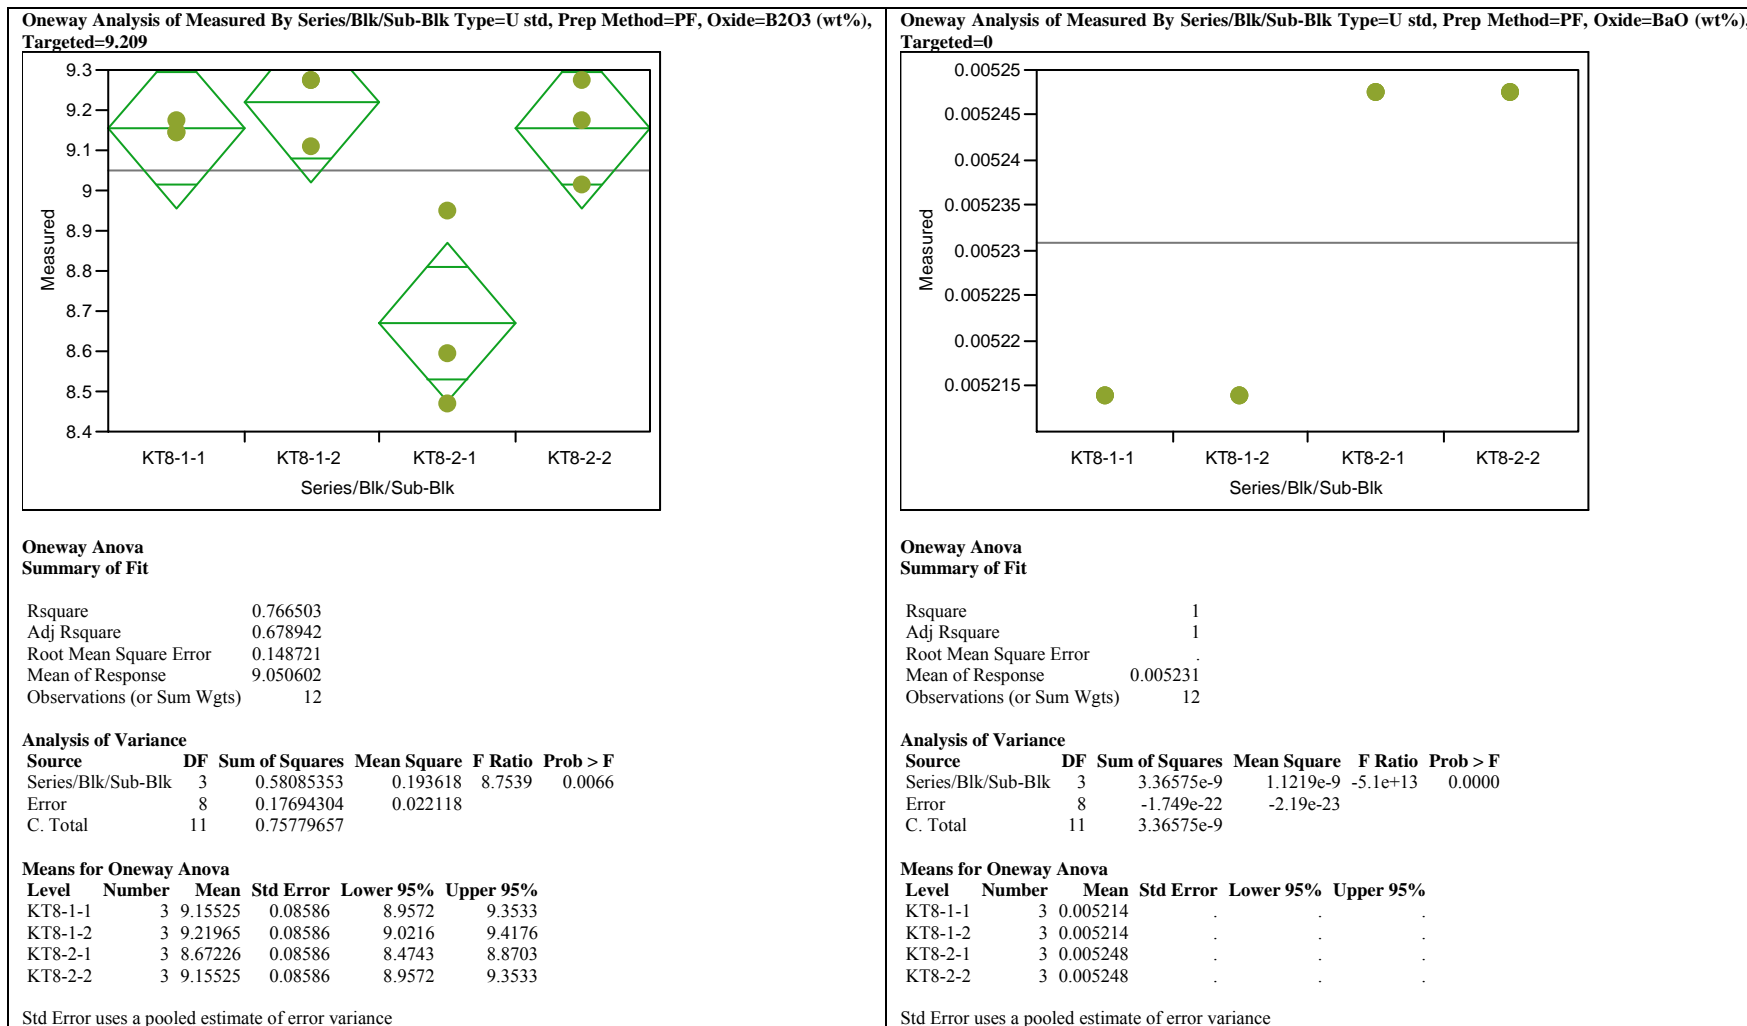 Oneway Analysis of Measured By Series/Blk/Sub-Blk Type=U std, Prep Method=PF, Oxide=B2O3 (wt%),
Targeted=9.209
9.3
9.2
9.1
9
8.9
8.8
8.7
8.6
8.5
8.4
Measured
KT8-1-1 KT8-1-2 KT8-2-1 KT8-2-2
Series/Blk/Sub-Blk
Oneway Anova
Summary of Fit
Rsquare 0.766503
Adj Rsquare 0.678942
Root Mean Square Error 0.148721
Mean of Response 9.050602
Observations (or Sum Wgts) 12
Analysis of Variance
Source DF Sum of Squares Mean Square F Ratio Prob > F
Series/Blk/Sub-Blk 3 0.58085353 0.193618 8.7539 0.0066
Error 8 0.17694304 0.022118
C. Total 11 0.75779657
Means for Oneway Anova
Level Number Mean Std Error Lower 95% Upper 95%
KT8-1-1 3 9.15525 0.08586 8.9572 9.3533
KT8-1-2 3 9.21965 0.08586 9.0216 9.4176
KT8-2-1 3 8.67226 0.08586 8.4743 8.8703
KT8-2-2 3 9.15525 0.08586 8.9572 9.3533
Std Error uses a pooled estimate of error variance
Oneway Analysis of Measured By Series/Blk/Sub-Blk Type=U std, Prep Method=PF, Oxide=BaO (wt%),
Targeted=0
0.00525
0.005245
0.00524
0.005235
0.00523
0.005225
0.00522
0.005215
Measured
KT8-1-1 KT8-1-2 KT8-2-1 KT8-2-2
Series/Blk/Sub-Blk
Oneway Anova
Summary of Fit
Rsquare 1
Adj Rsquare 1
Root Mean Square Error .
Mean of Response 0.005231
Observations (or Sum Wgts) 12
Analysis of Variance
Source DF Sum of Squares Mean Square F Ratio Prob > F
Series/Blk/Sub-Blk 3 3.36575e-9 1.1219e-9 -5.1e+13 0.0000
Error 8 -1.749e-22 -2.19e-23
C. Total 11 3.36575e-9
Means for Oneway Anova
Level Number Mean Std Error Lower 95% Upper 95%
KT8-1-1 3 0.005214 . . .
KT8-1-2 3 0.005214 . . .
KT8-2-1 3 0.005248 . . .
KT8-2-2 3 0.005248 . . .
Std Error uses a pooled estimate of error variance